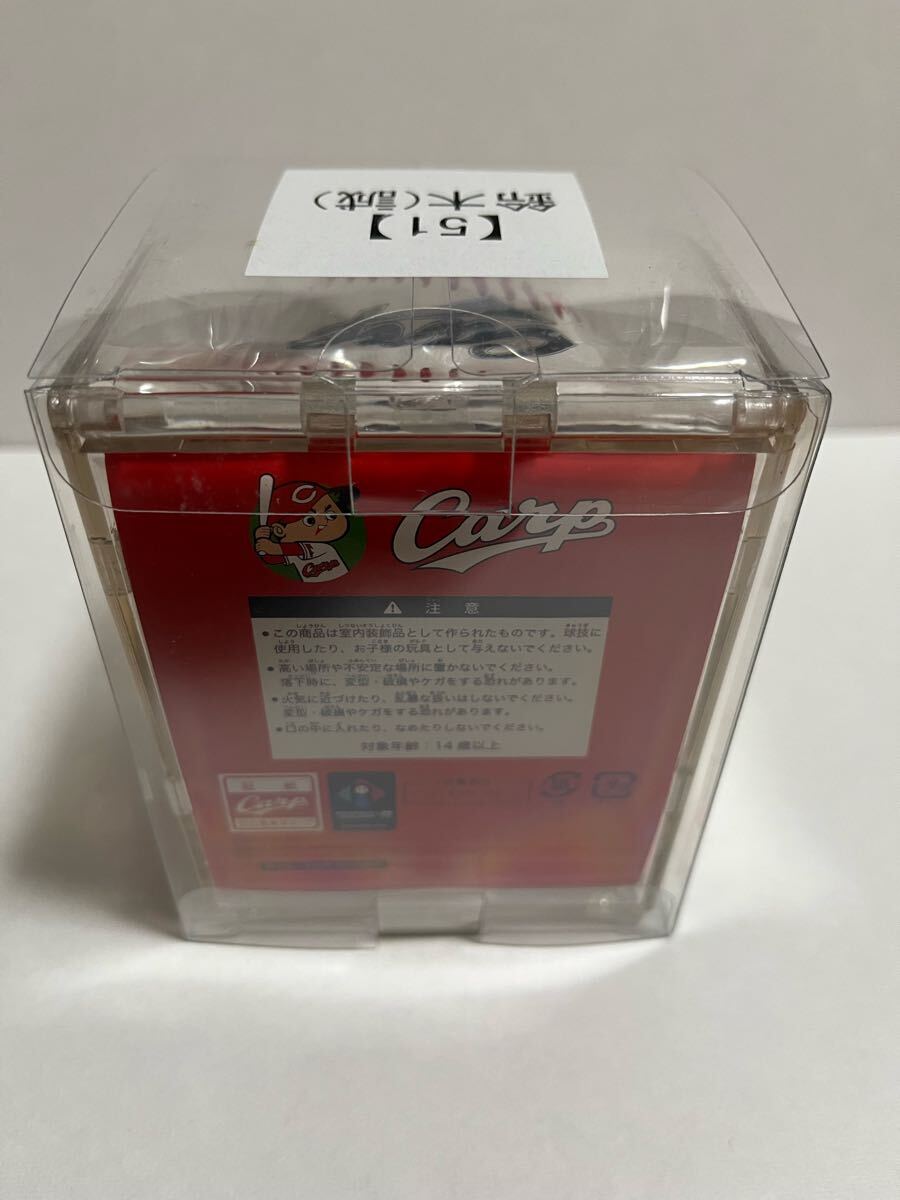 【51】
鈴木(誠)
C
Carp
Carp
注 意
●この商品は室内装飾品として作られたものです。球技に
使用したり、お子様の玩具として与えないでください。
●高い場所や不安定な場所に置かないでください。
落下時に、変型・破損やケガをする恐れがあります。
●火気に近づけたり、乱暴な扱いはしないでください。
変型・破損やケガをする恐れがあります。
●口の中に入れたり、なめたりしないでください。
対象年齢:14歳以上
Carp